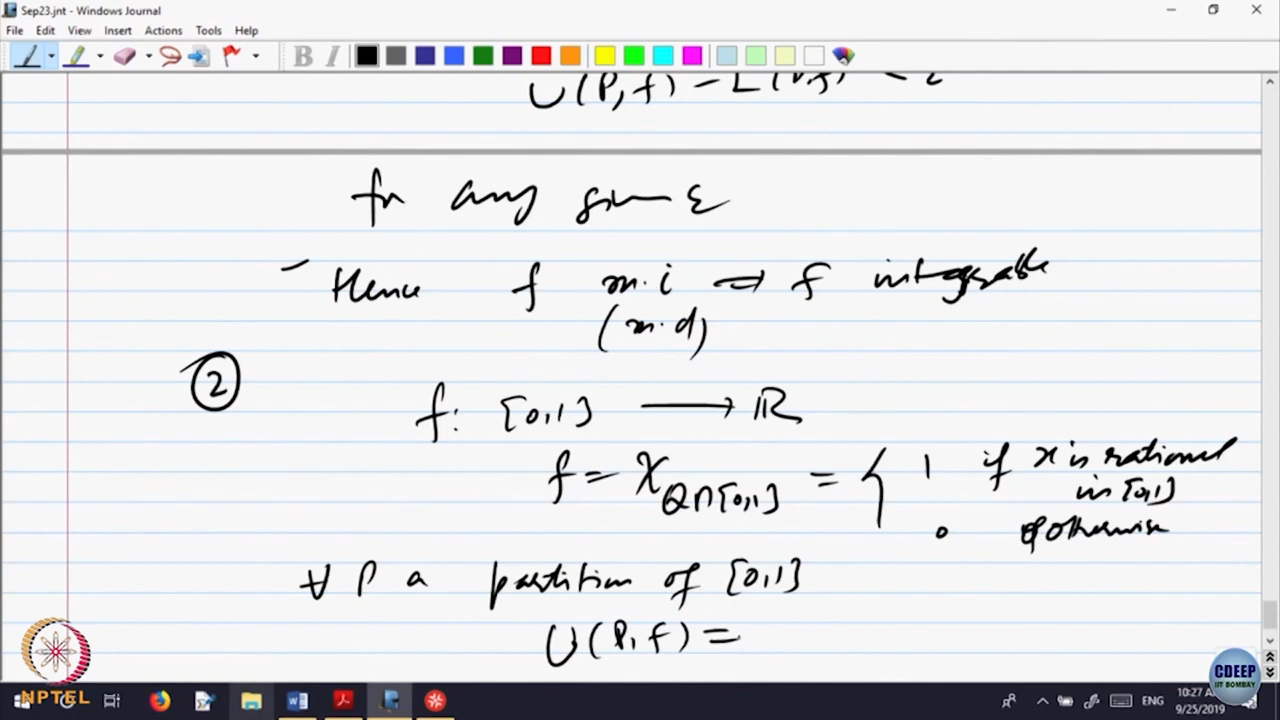 Sep23.jnt - Windows Journal
File Edit View Insert Actions Tools Help
U(P,f) - L(P,f) < ε
for any given ε
Hence f m.i ⇒ f integrable
(m.d)
②
f: [0,1] → ℝ
f = χ_{Q∩[0,1]} = { 1 if x is rational
in [0,1]
0 otherwise
∀ P a partition of [0,1]
U(P,f) =
NPTEL
CDEEP
IIT BOMBAY
ENG
10:27 A
9/25/2019